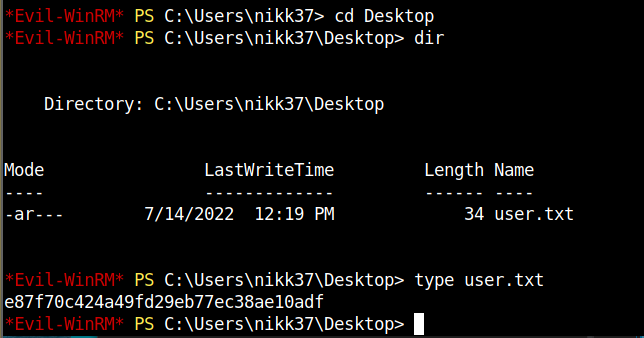 *Evil-WinRM* PS C:\Users\nikk37> cd Desktop
*Evil-WinRM* PS C:\Users\nikk37\Desktop> dir
Directory: C:\Users\nikk37\Desktop
Mode LastWriteTime Length Name
---- ------------- ------ ----
-ar--- 7/14/2022 12:19 PM 34 user.txt
*Evil-WinRM* PS C:\Users\nikk37\Desktop> type user.txt
e87f70c424a49fd29eb77ec38ae10adf
*Evil-WinRM* PS C:\Users\nikk37\Desktop>